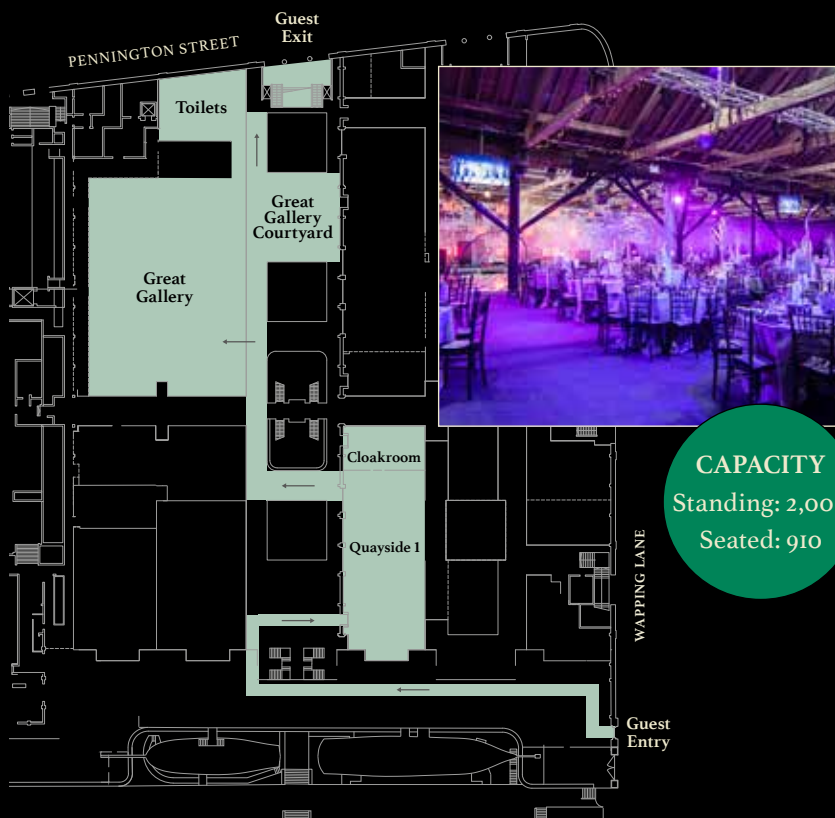 PENNINGTON STREET
Guest
Exit
Toilets
Great
Gallery
Courtyard
Great
Gallery
Cloakroom
Quayside 1
CAPACITY
Standing: 2,00
Seated: 910
WAPPING LANE
Guest
Entry